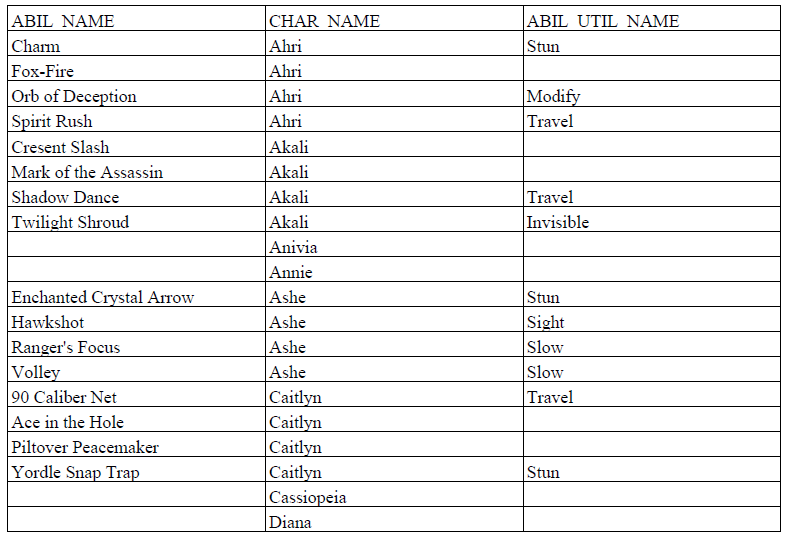 ABIL_NAME CHAR_NAME ABIL_UTIL_NAME
Charm Ahri Stun
Fox-Fire Ahri
Orb of Deception Ahri Modify
Spirit Rush Ahri Travel
Cresent Slash Akali
Mark of the Assassin Akali
Shadow Dance Akali Travel
Twilight Shroud Akali Invisible
Anivia
Annie
Enchanted Crystal Arrow Ashe Stun
Hawkshot Ashe Sight
Ranger's Focus Ashe Slow
Volley Ashe Slow
90 Caliber Net Caitlyn Travel
Ace in the Hole Caitlyn
Piltover Peacemaker Caitlyn
Yordle Snap Trap Caitlyn Stun
Cassiopeia
Diana